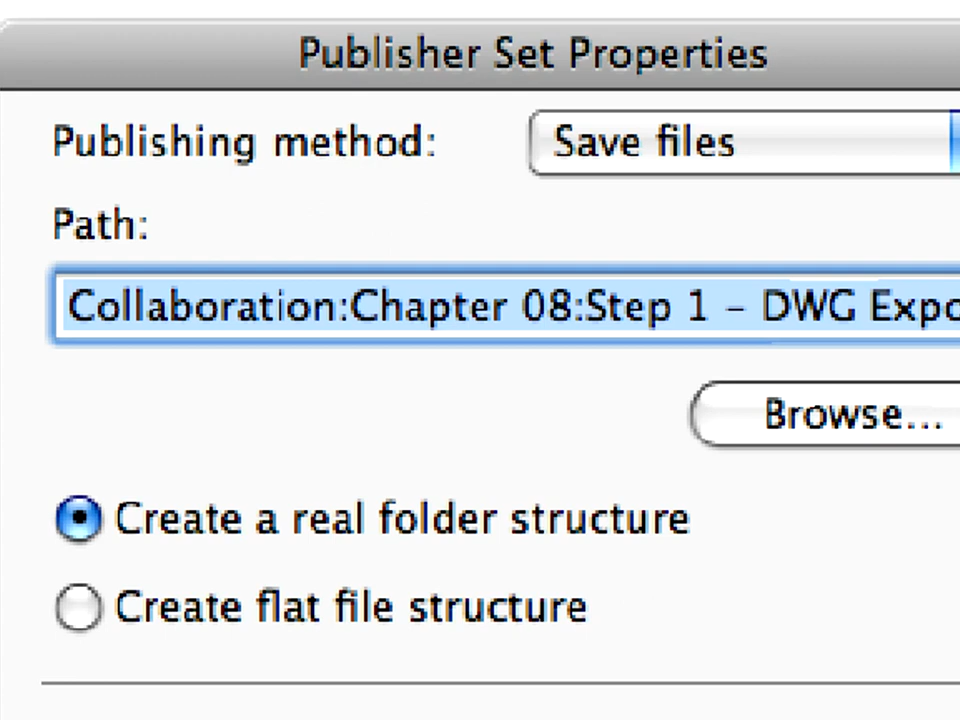 Publisher Set Properties
Publishing method: Save files
Path:
Collaboration:Chapter 08:Step 1 – DWG Expo
Browse...
Create a real folder structure
Create flat file structure